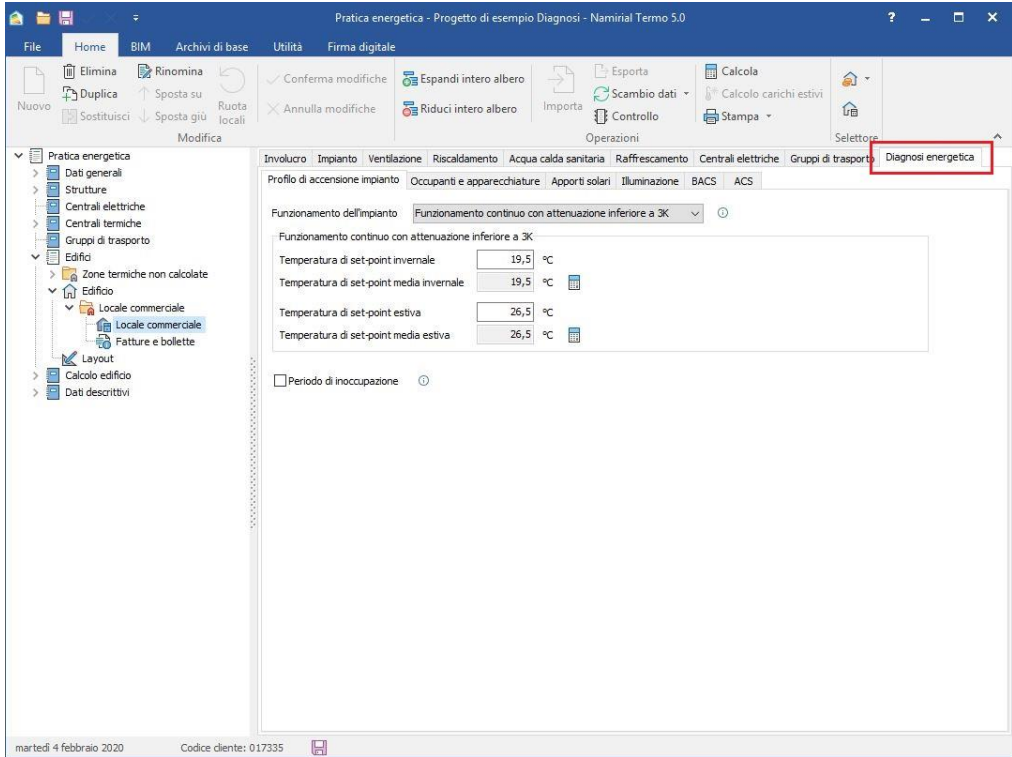 Pratica energetica - Progetto di esempio Diagnosi - Namirial Termo 5.0
?
File Home BIM Archivi di base Utilità Firma digitale
Nuovo
Elimina
Duplica
Sostituisci
Rinomina
Sposta su
Sposta giù
Ruota
locali
Modifica
Conferma modifiche
Annulla modifiche
Espandi intero albero
Riduci intero albero
Importa
Esporta
Scambio dati
Controllo
Calcola
Calcolo carichi estivi
Stampa
Operazioni
Selettore
Pratica energetica
Dati generali
Strutture
Centrali elettriche
Centrali termiche
Gruppi di trasporto
Edifici
Zone termiche non calcolate
Edificio
Locale commerciale
Locale commerciale
Fatture e bollette
Layout
Calcolo edificio
Dati descrittivi
Involucro Impianto Ventilazione Riscaldamento Acqua calda sanitaria Raffrescamento Centrali elettriche Gruppi di trasporto Diagnosi energetica
Profilo di accensione impianto Occupanti e apparecchiature Apporti solari Illuminazione BACS ACS
Funzionamento dell'impianto Funzionamento continuo con attenuazione inferiore a 3K
Funzionamento continuo con attenuazione inferiore a 3K
Temperatura di set-point invernale 19,5 °C
Temperatura di set-point media invernale 19,5 °C
Temperatura di set-point estiva 26,5 °C
Temperatura di set-point media estiva 26,5 °C
Periodo di inoccupazione
martedì 4 febbraio 2020 Codice cliente: 017335